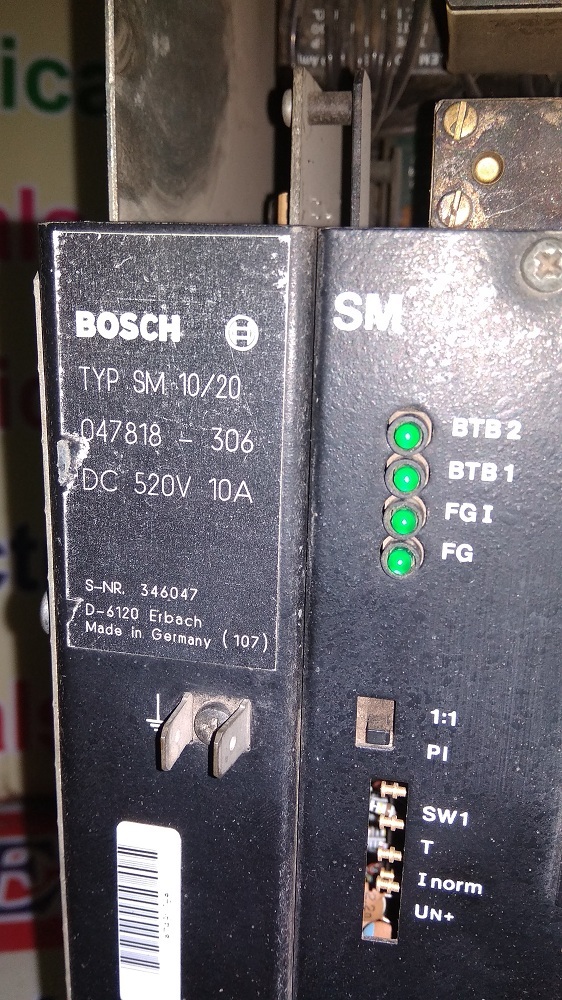 BOSCH
TYP SM 10/20
047818 - 306
DC 520V 10A
S-NR. 346047
D-6120 Erbach
Made in Germany (107)
SM
BTB 2
BTB 1
FG I
FG
1:1
PI
SW1
T
I norm
UN+